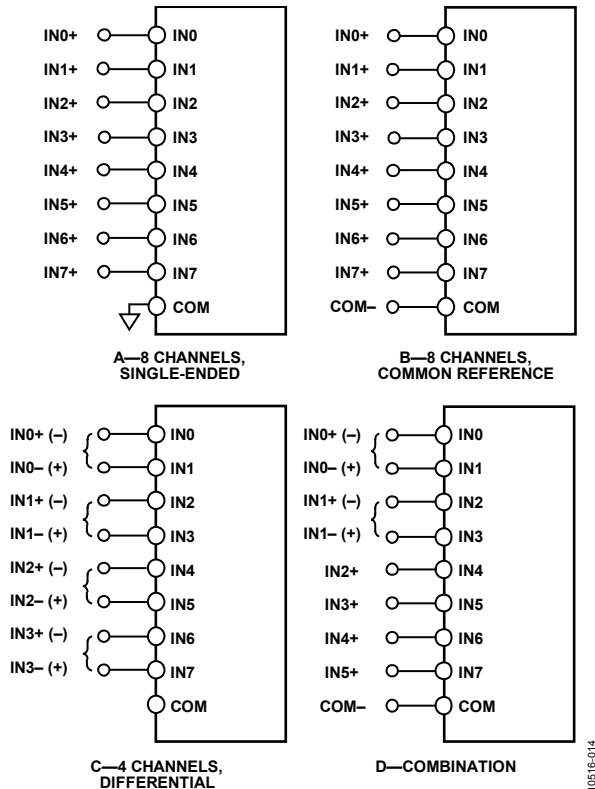 IN0+ IN0
IN1+ IN1
IN2+ IN2
IN3+ IN3
IN4+ IN4
IN5+ IN5
IN6+ IN6
IN7+ IN7
COM
A—8 CHANNELS,
SINGLE-ENDED
IN0+ IN0
IN1+ IN1
IN2+ IN2
IN3+ IN3
IN4+ IN4
IN5+ IN5
IN6+ IN6
IN7+ IN7
COM– COM
B—8 CHANNELS,
COMMON REFERENCE
IN0+ (–) IN0
IN0– (+) IN1
IN1+ (–) IN2
IN1– (+) IN3
IN2+ (–) IN4
IN2– (+) IN5
IN3+ (–) IN6
IN3– (+) IN7
COM
C—4 CHANNELS,
DIFFERENTIAL
IN0+ (–) IN0
IN0– (+) IN1
IN1+ (–) IN2
IN1– (+) IN3
IN2+ IN4
IN3+ IN5
IN4+ IN6
IN5+ IN7
COM– COM
D—COMBINATION
10516-014